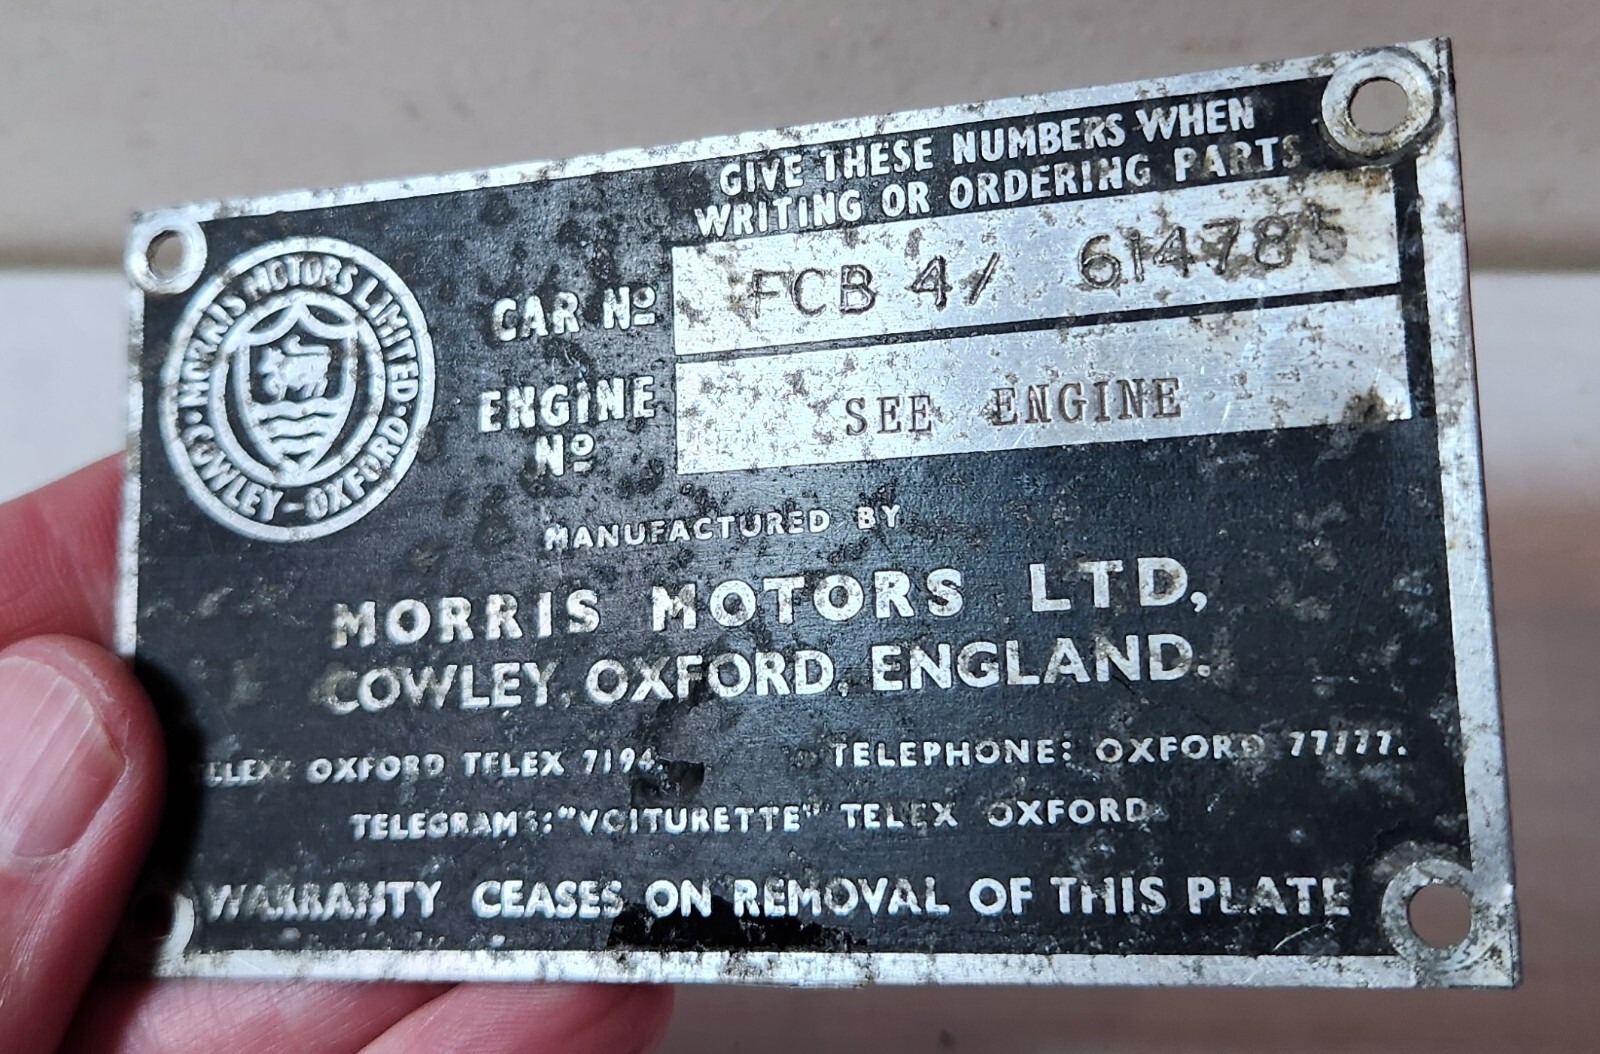 GIVE THESE NUMBERS WHEN
WRITING OR ORDERING PARTS
MORRIS MOTORS LIMITED · COWLEY – OXFORD ·
CAR Nº FCB 4/ 614785
ENGINE Nº SEE ENGINE
MANUFACTURED BY
MORRIS MOTORS LTD,
COWLEY, OXFORD, ENGLAND.
TELEX: OXFORD TELEX 7194. TELEPHONE: OXFORD 77777.
TELEGRAMS: "VOITURETTE" TELEX OXFORD
WARRANTY CEASES ON REMOVAL OF THIS PLATE